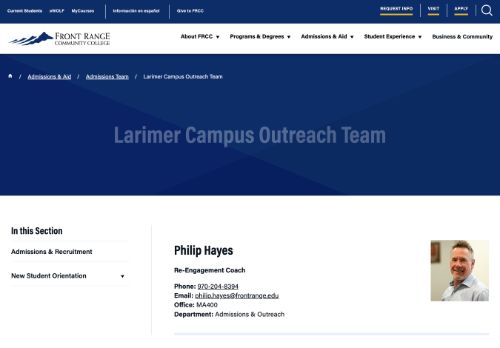 Current Students eWOLF MyCourses Información en español Give to FRCC REQUEST INFO VISIT APPLY
FRONT RANGE
COMMUNITY COLLEGE
About FRCC Programs & Degrees Admissions & Aid Student Experience Business & Community
/ Admissions & Aid / Admissions Team / Larimer Campus Outreach Team
Larimer Campus Outreach Team
In this Section
Admissions & Recruitment
New Student Orientation
Philip Hayes
Re-Engagement Coach
Phone: 970-204-8394
Email: philip.hayes@frontrange.edu
Office: MA400
Department: Admissions & Outreach